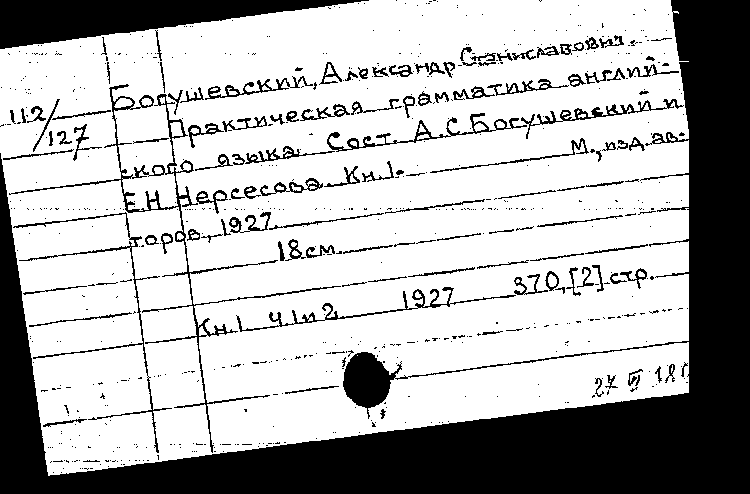 112/127
Богушевский, Александр Станиславович.
Практическая грамматика англий-
ского языка. Сост. А.С. Богушевский и
Е.Н. Нерсесова. Кн. 1. М., изд. ав-
торов, 1927.
18 см.
Кн. 1 ч. 1 и 2. 1927 370, [2] стр.
27